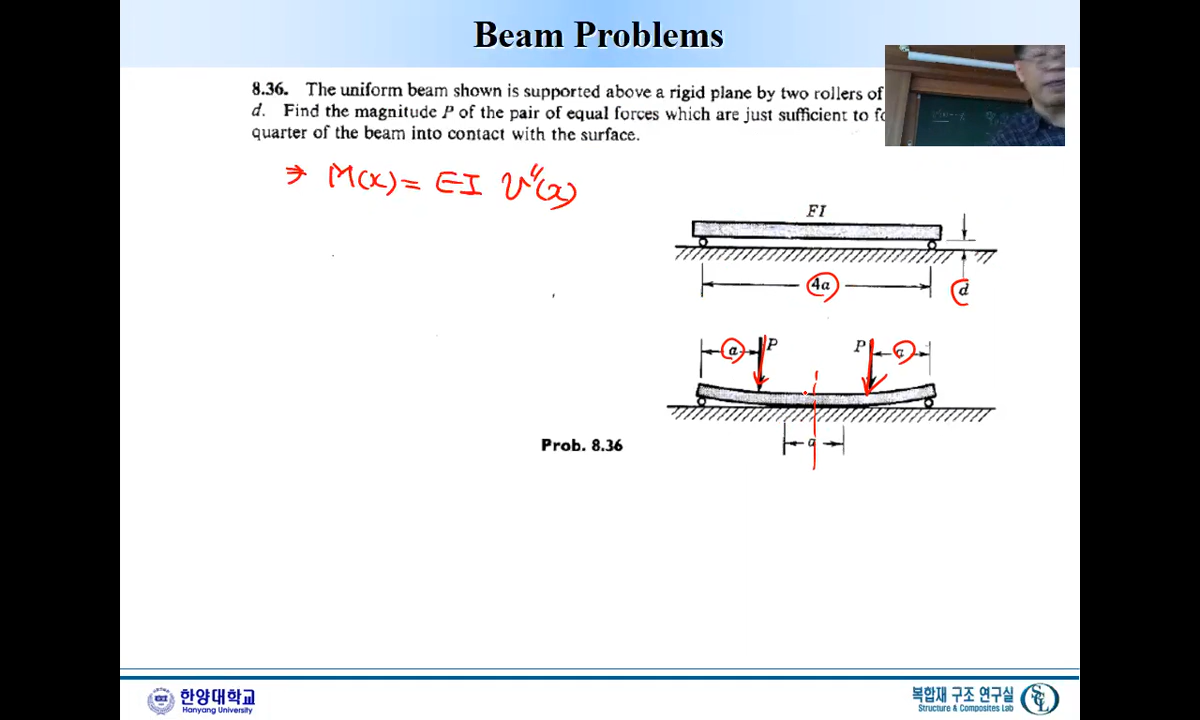 Beam Problems
8.36. The uniform beam shown is supported above a rigid plane by two rollers of
d. Find the magnitude P of the pair of equal forces which are just sufficient to
quarter of the beam into contact with the surface.
⇒ M(x) = EI v''(x)
EI
4a
d
a P P a
a
Prob. 8.36
한양대학교
Hanyang University
복합재 구조 연구실
Structure & Composites Lab